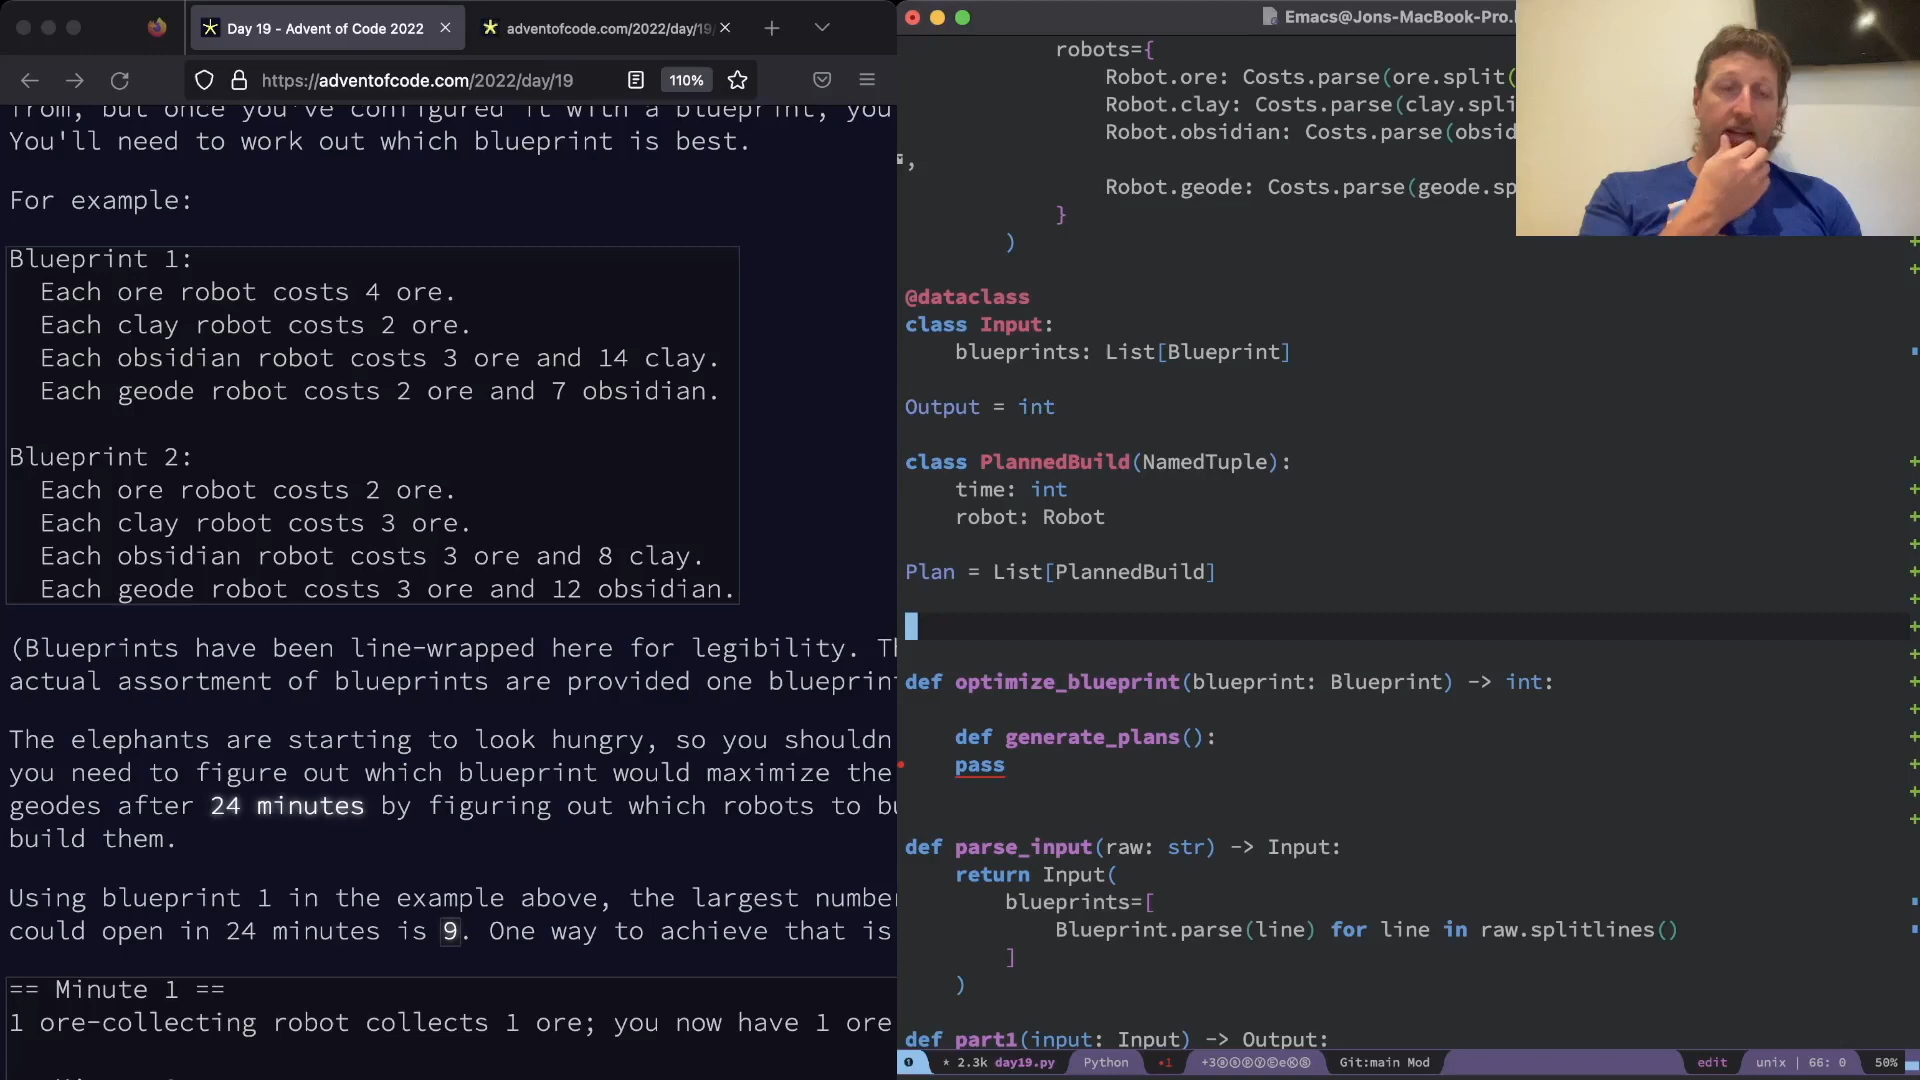 Day 19 - Advent of Code 2022
adventofcode.com/2022/day/19
https://adventofcode.com/2022/day/19
110%
from, but once you've configured it with a blueprint, you
You'll need to work out which blueprint is best.
For example:
Blueprint 1:
Each ore robot costs 4 ore.
Each clay robot costs 2 ore.
Each obsidian robot costs 3 ore and 14 clay.
Each geode robot costs 2 ore and 7 obsidian.
Blueprint 2:
Each ore robot costs 2 ore.
Each clay robot costs 3 ore.
Each obsidian robot costs 3 ore and 8 clay.
Each geode robot costs 3 ore and 12 obsidian.
(Blueprints have been line-wrapped here for legibility.
actual assortment of blueprints are provided one blueprin
The elephants are starting to look hungry, so you shouldn
you need to figure out which blueprint would maximize the
geodes after 24 minutes by figuring out which robots to bu
build them.
Using blueprint 1 in the example above, the largest number
could open in 24 minutes is 9. One way to achieve that is
== Minute 1 ==
1 ore-collecting robot collects 1 ore; you now have 1 ore
Emacs@Jons-MacBook-Pro.
robots={
Robot.ore: Costs.parse(ore.split(
Robot.clay: Costs.parse(clay.spli
Robot.obsidian: Costs.parse(obsid
,
Robot.geode: Costs.parse(geode.sp
}
)
@dataclass
class Input:
blueprints: List[Blueprint]
Output = int
class PlannedBuild(NamedTuple):
time: int
robot: Robot
Plan = List[PlannedBuild]
def optimize_blueprint(blueprint: Blueprint) -> int:
def generate_plans():
pass
def parse_input(raw: str) -> Input:
return Input(
blueprints=[
Blueprint.parse(line) for line in raw.splitlines()
]
)
def part1(input: Input) -> Output:
* 2.3k day19.py Python •1 Git:main Mod edit unix | 66: 0 50%